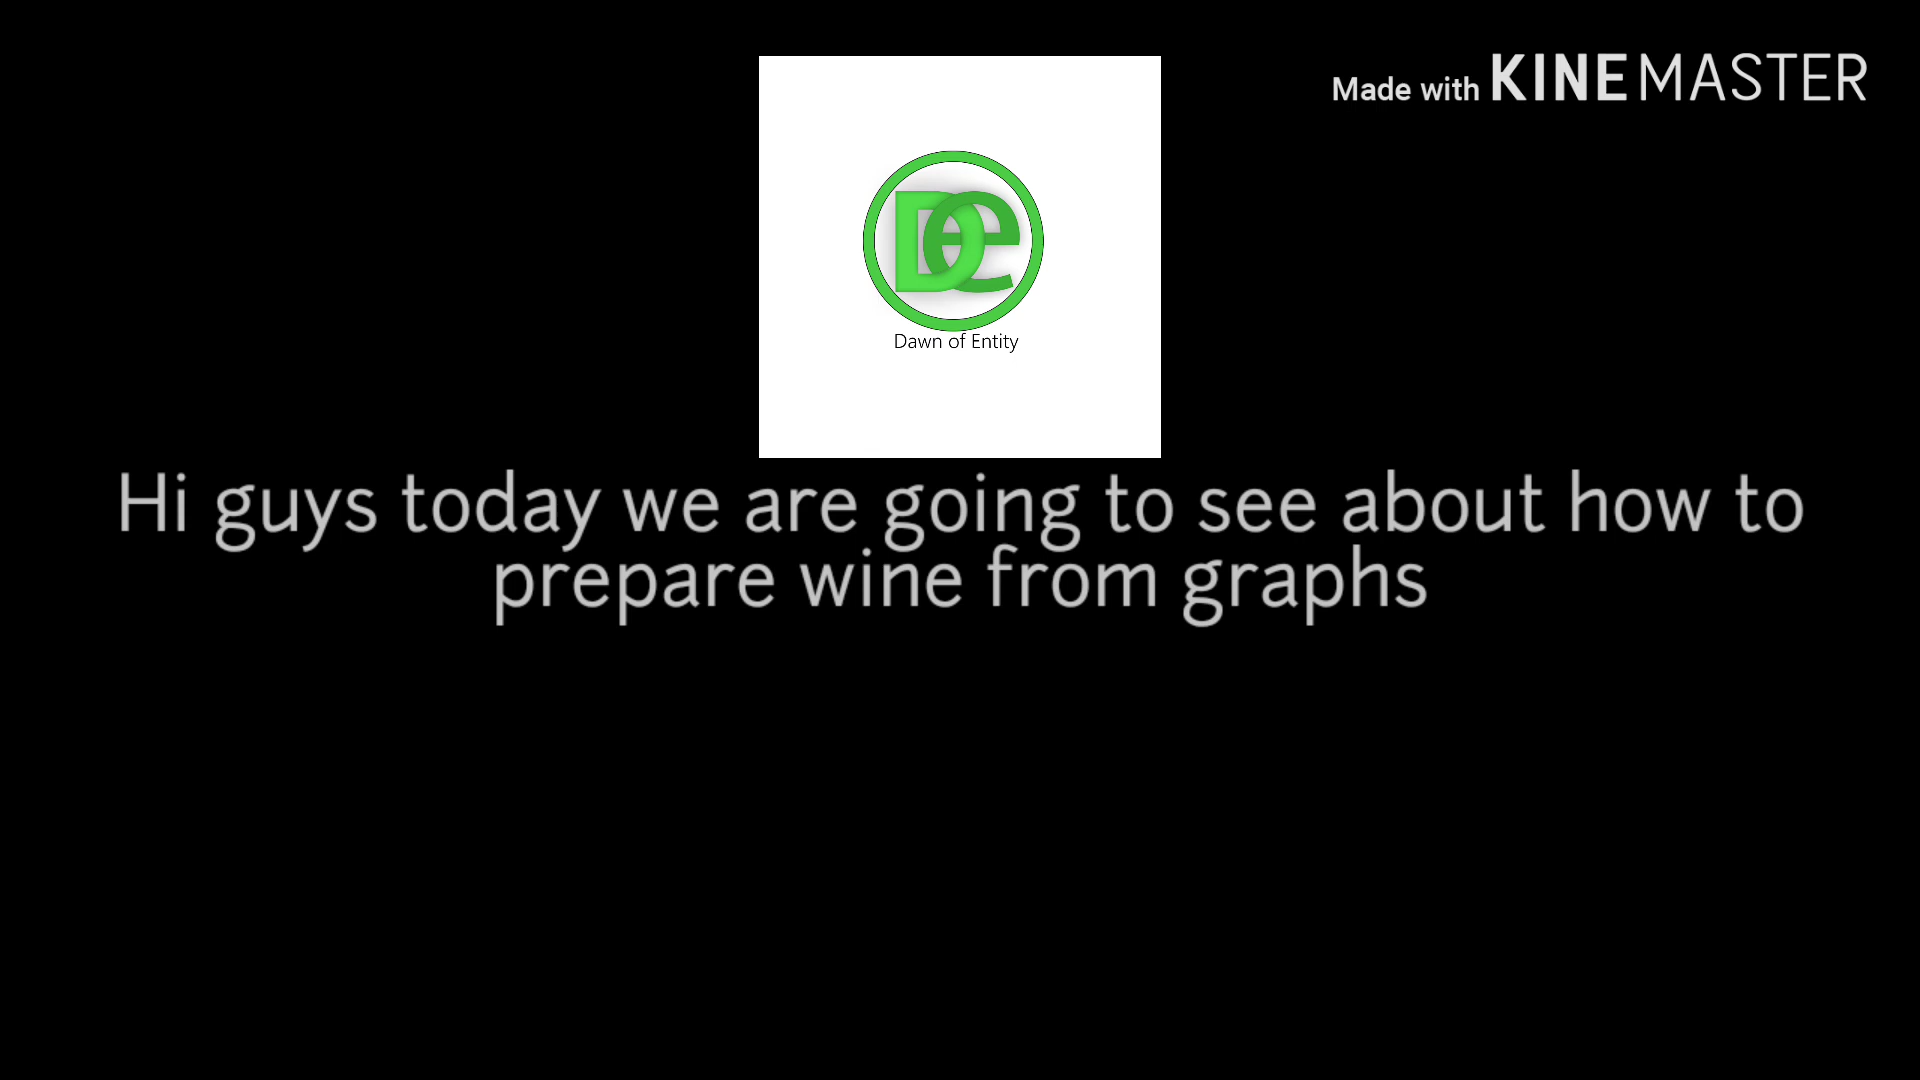 Made with KINEMASTER
De
Dawn of Entity
Hi guys today we are going to see about how to
prepare wine from graphs